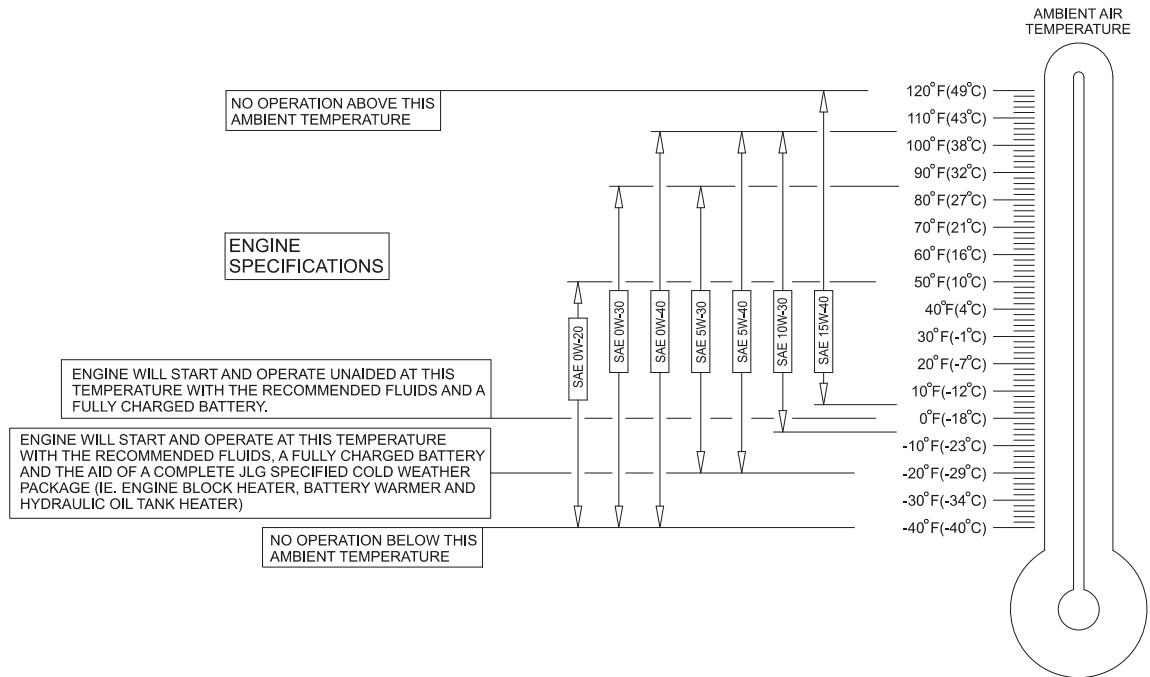 AMBIENT AIR
TEMPERATURE
120°F(49°C)
110°F(43°C)
100°F(38°C)
90°F(32°C)
80°F(27°C)
70°F(21°C)
60°F(16°C)
50°F(10°C)
40°F(4°C)
30°F(-1°C)
20°F(-7°C)
10°F(-12°C)
0°F(-18°C)
-10°F(-23°C)
-20°F(-29°C)
-30°F(-34°C)
-40°F(-40°C)
NO OPERATION ABOVE THIS
AMBIENT TEMPERATURE
ENGINE
SPECIFICATIONS
SAE 0W-20
SAE 0W-30
SAE 0W-40
SAE 5W-30
SAE 5W-40
SAE 10W-30
SAE 15W-40
ENGINE WILL START AND OPERATE UNAIDED AT THIS
TEMPERATURE WITH THE RECOMMENDED FLUIDS AND A
FULLY CHARGED BATTERY.
ENGINE WILL START AND OPERATE AT THIS TEMPERATURE
WITH THE RECOMMENDED FLUIDS, A FULLY CHARGED BATTERY
AND THE AID OF A COMPLETE JLG SPECIFIED COLD WEATHER
PACKAGE (IE. ENGINE BLOCK HEATER, BATTERY WARMER AND
HYDRAULIC OIL TANK HEATER)
NO OPERATION BELOW THIS
AMBIENT TEMPERATURE